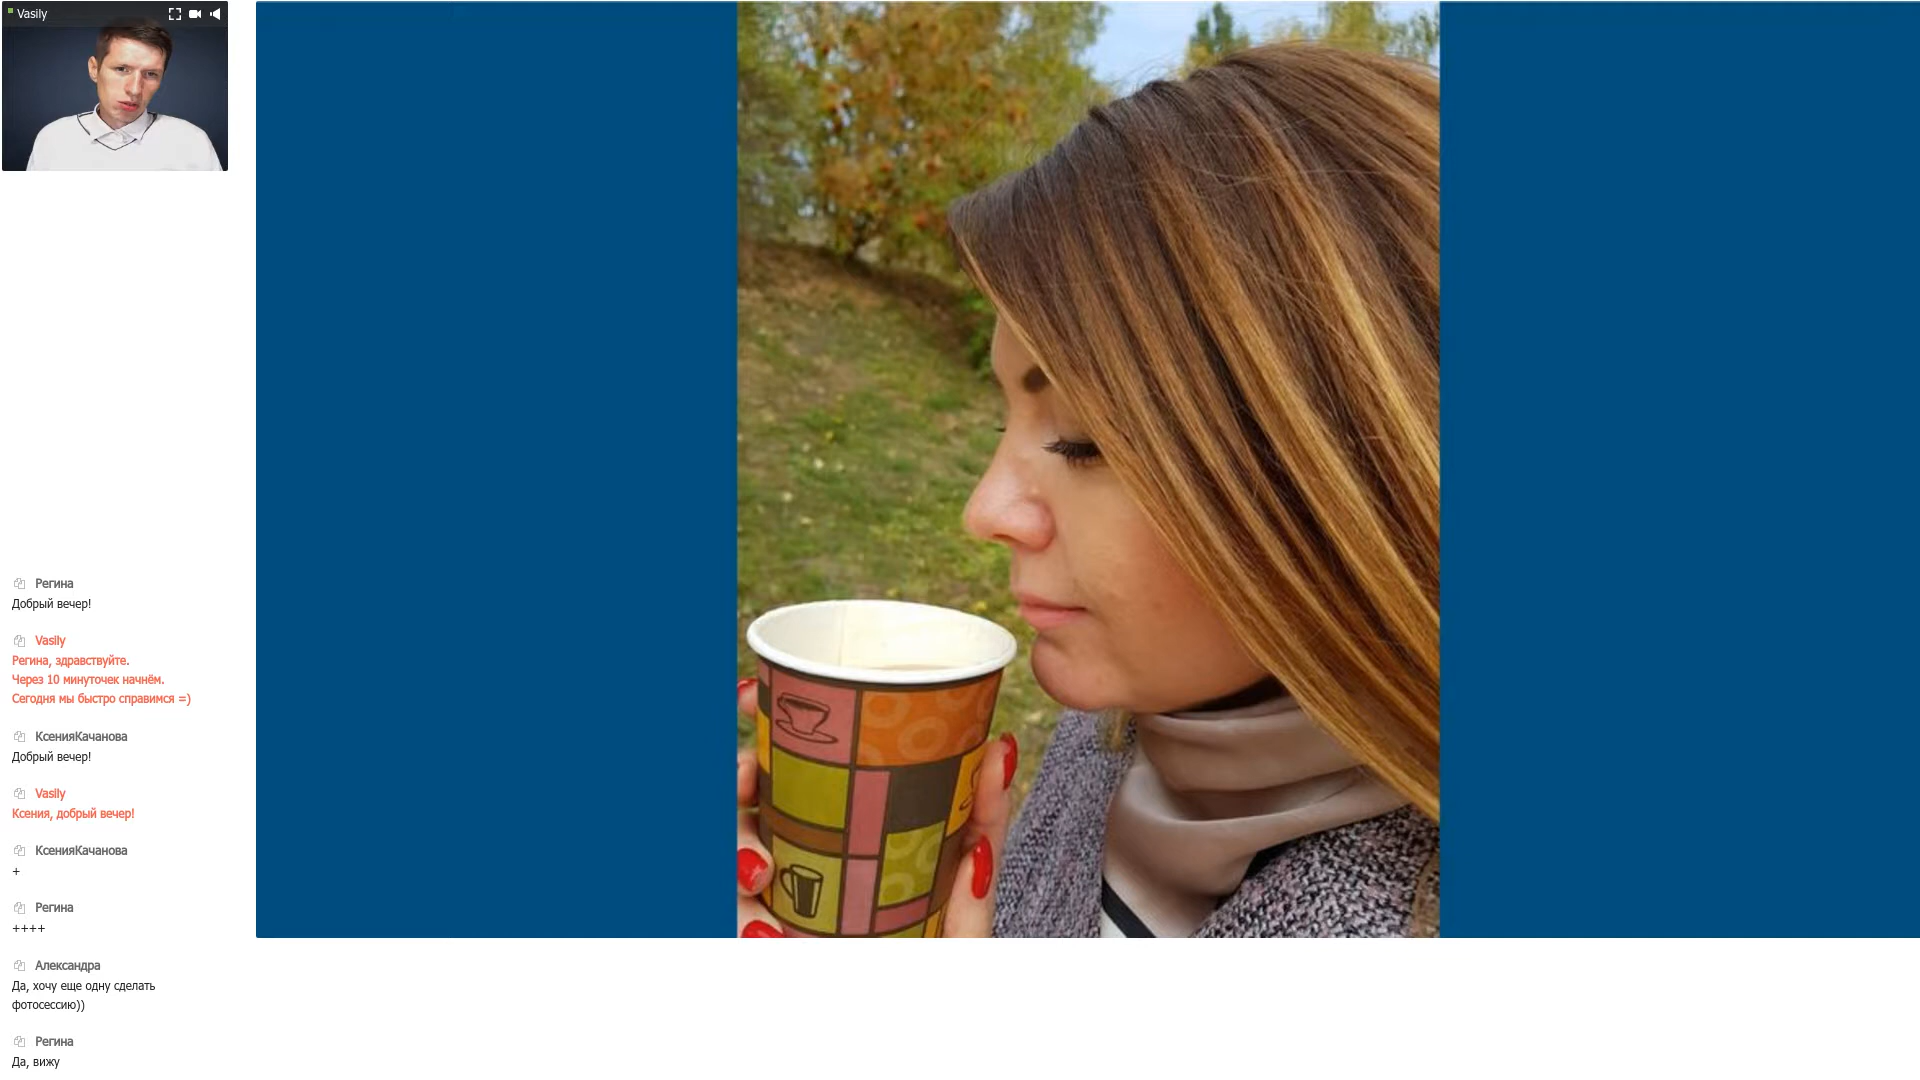 Vasily
Регина
Добрый вечер!
Vasily
Регина, здравствуйте.
Через 10 минуточек начнём.
Сегодня мы быстро справимся =)
КсенияКачанова
Добрый вечер!
Vasily
Ксения, добрый вечер!
КсенияКачанова
+
Регина
++++
Александра
Да, хочу еще одну сделать
фотосессию))
Регина
Да, вижу